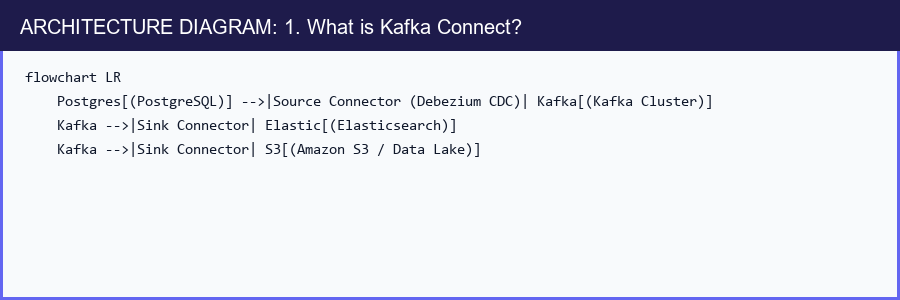 ARCHITECTURE DIAGRAM: 1. What is Kafka Connect?
flowchart LR
    Postgres[(PostgreSQL)] -->|Source Connector (Debezium CDC)| Kafka[(Kafka Cluster)]
    Kafka -->|Sink Connector| Elastic[(Elasticsearch)]
    Kafka -->|Sink Connector| S3[(Amazon S3 / Data Lake)]